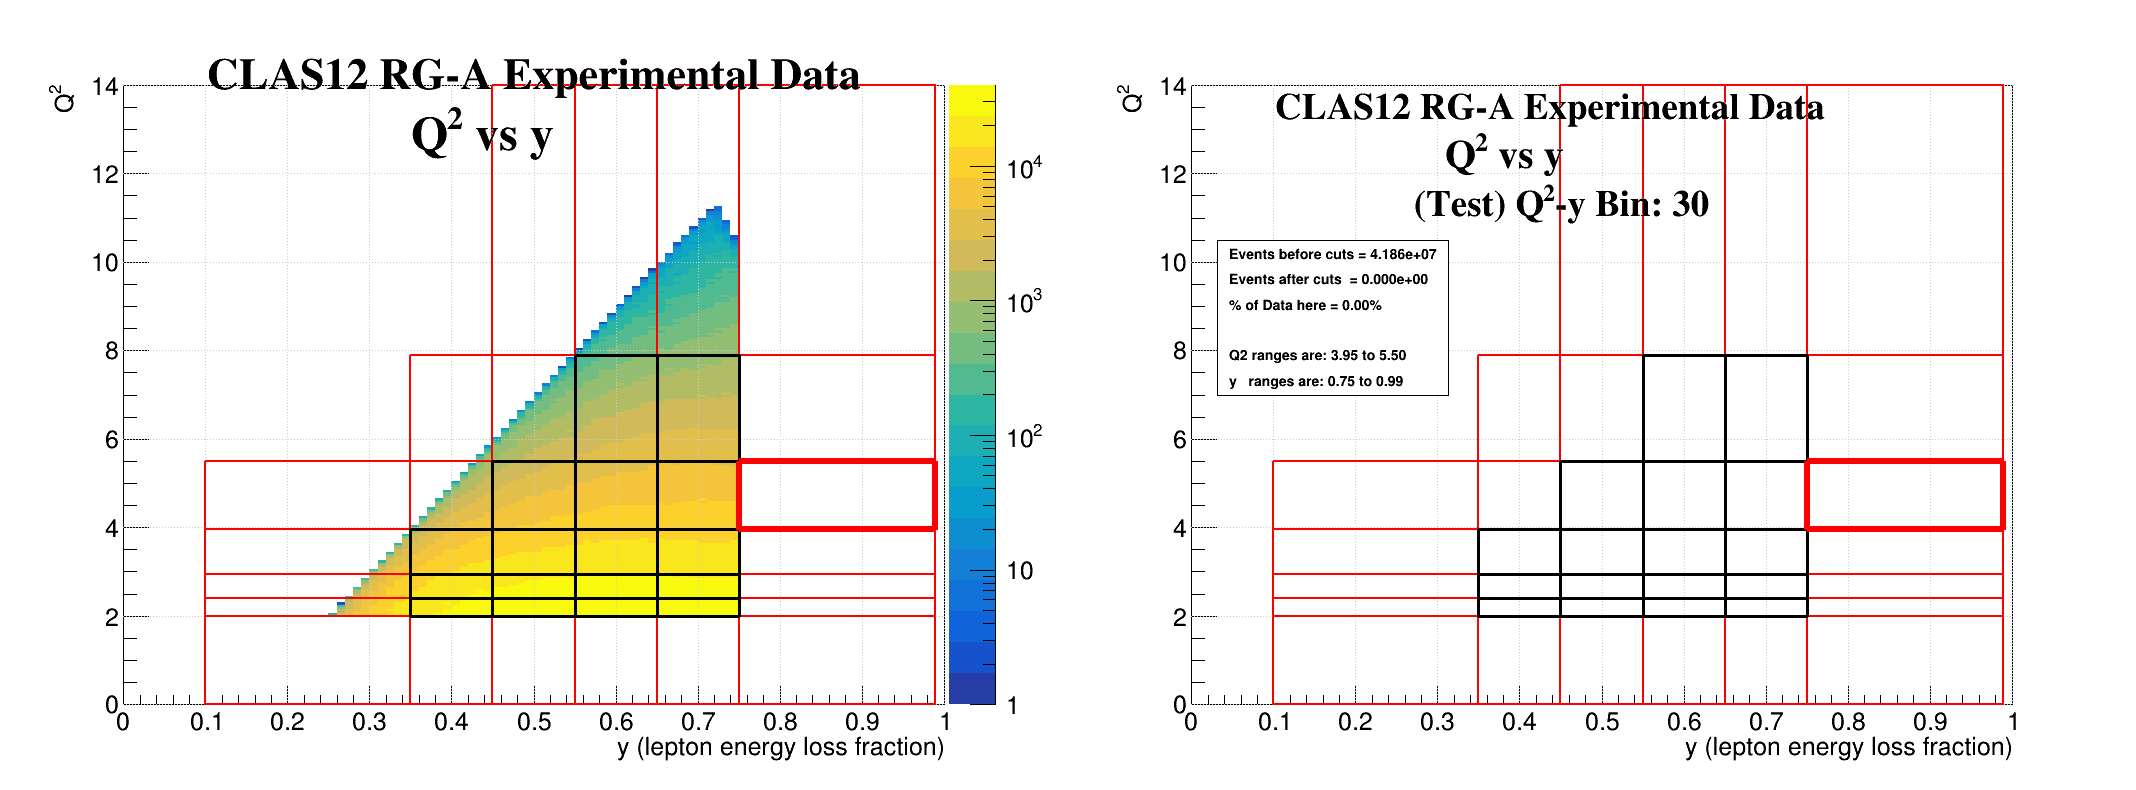 CLAS12 RG-A Experimental Data
Q² vs y
Q²
14
12
10
8
6
4
2
0
0 0.1 0.2 0.3 0.4 0.5 0.6 0.7 0.8 0.9 1
y (lepton energy loss fraction)
10⁴
10³
10²
10
1
CLAS12 RG-A Experimental Data
Q² vs y
(Test) Q²-y Bin: 30
Q²
14
12
10
8
6
4
2
0
Events before cuts = 4.186e+07
Events after cuts = 0.000e+00
% of Data here = 0.00%
Q2 ranges are: 3.95 to 5.50
y ranges are: 0.75 to 0.99
0 0.1 0.2 0.3 0.4 0.5 0.6 0.7 0.8 0.9 1
y (lepton energy loss fraction)